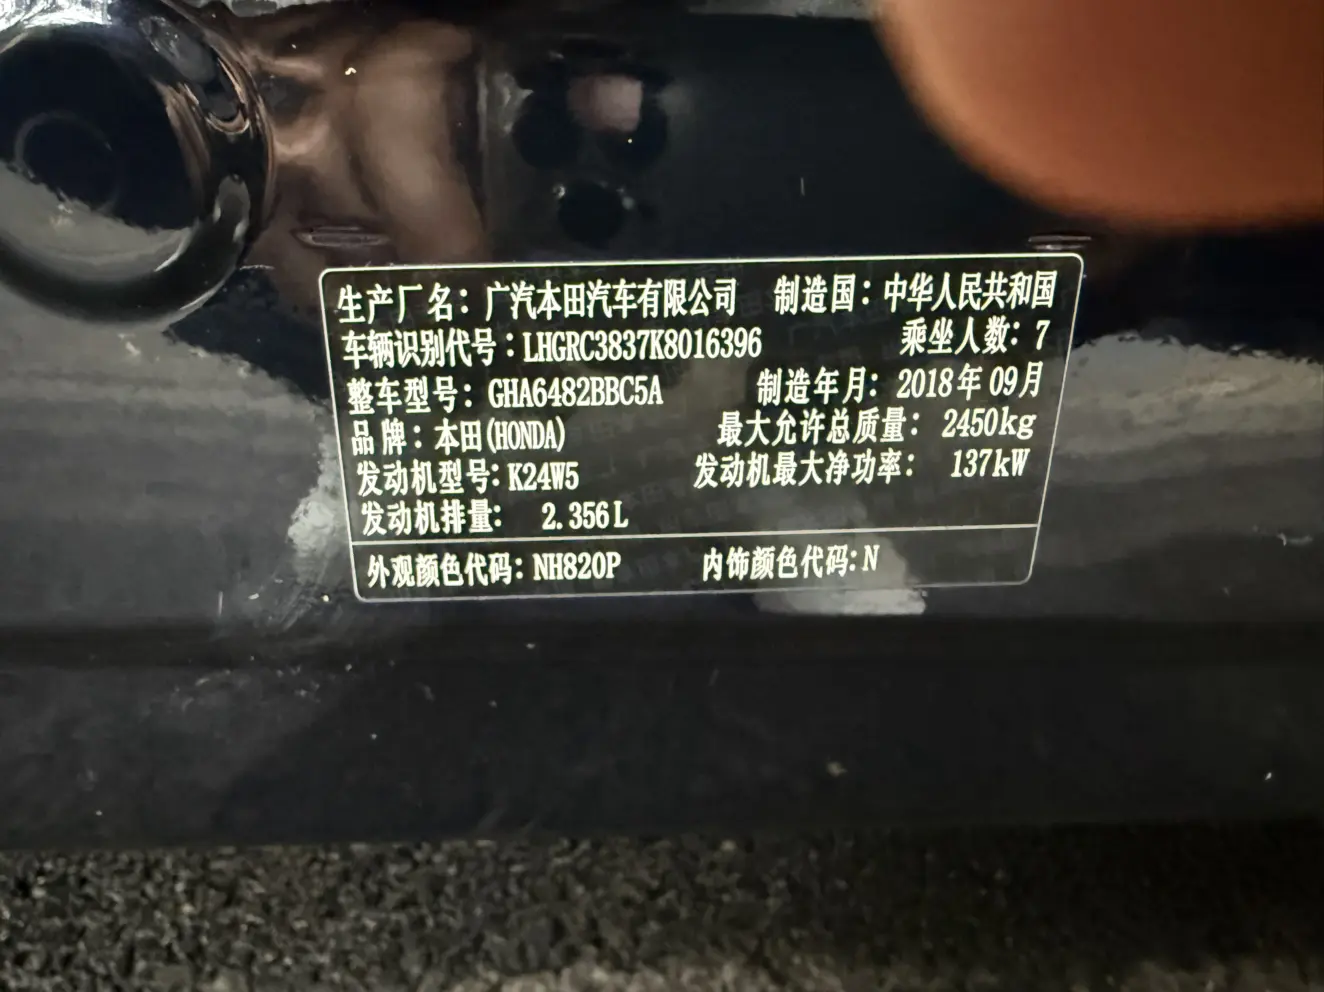 生产厂名：广汽本田汽车有限公司 制造国：中华人民共和国
车辆识别代号：LHGRC3837K8016396 乘坐人数：7
整车型号：GHA6482BBC5A 制造年月：2018年09月
品牌：本田(HONDA) 最大允许总质量：2450kg
发动机型号：K24W5 发动机最大净功率：137kW
发动机排量：2.356L
外观颜色代码：NH820P 内饰颜色代码：N